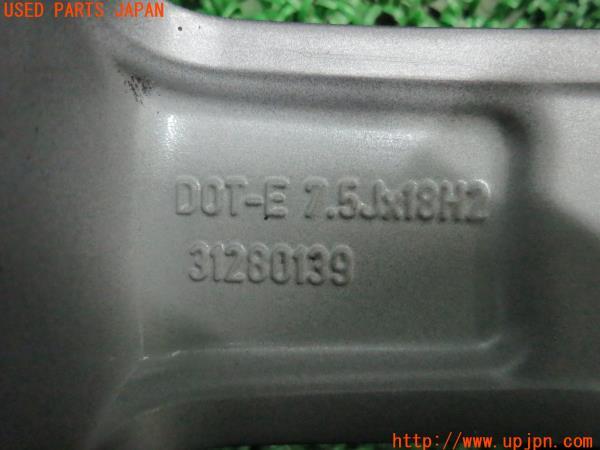 USED PARTS JAPAN
DOT-E 7.5Jx18H2
31280139
http://www.upjpn.com/